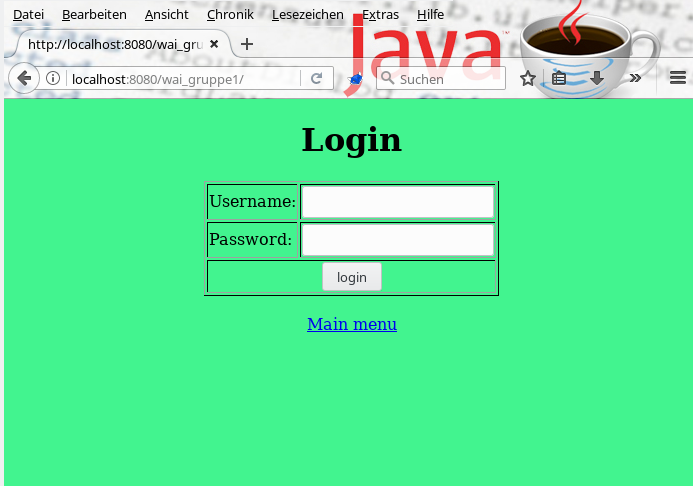 Datei Bearbeiten Ansicht Chronik Lesezeichen Extras Hilfe
http://localhost:8080/wai_gru
java
localhost:8080/wai_gruppe1/
Suchen
Login
Username:
Password:
login
Main menu